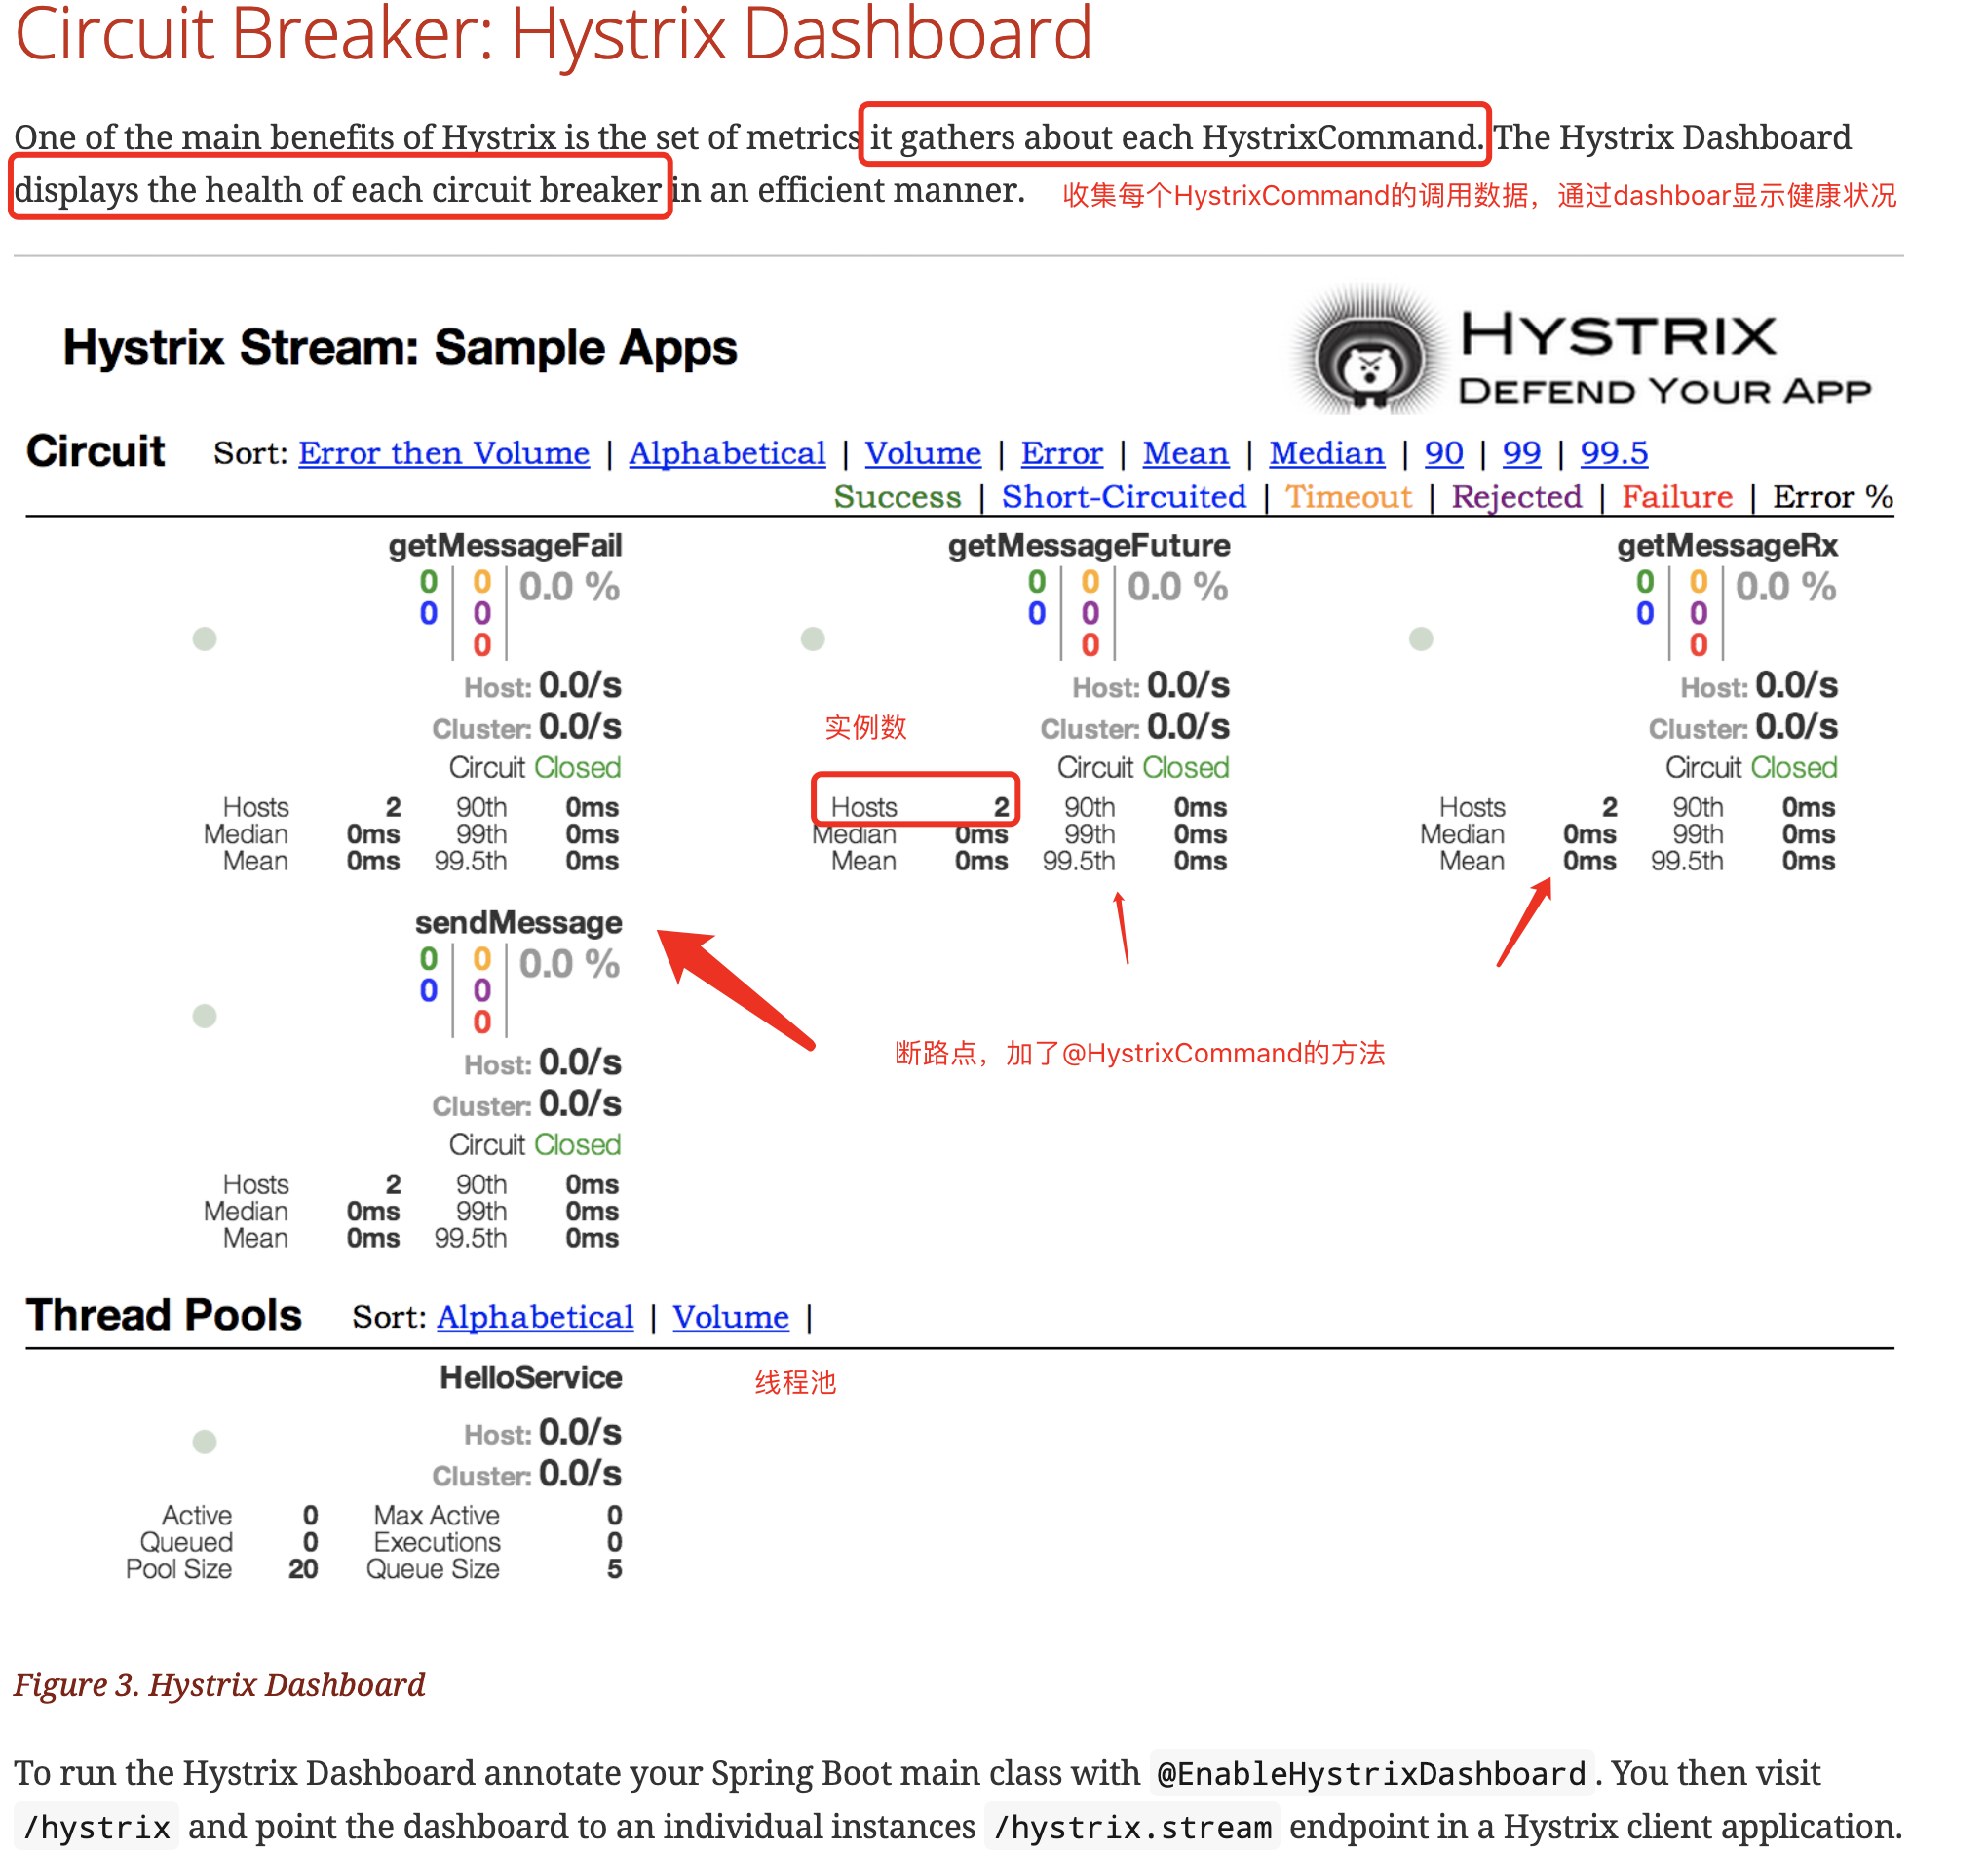 Circuit Breaker: Hystrix Dashboard
One of the main benefits of Hystrix is the set of metrics it gathers about each HystrixCommand. The Hystrix Dashboard
displays the health of each circuit breaker in an efficient manner. 收集每个HystrixCommand的调用数据，通过dashboar显示健康状况
Hystrix Stream: Sample Apps
HYSTRIX
DEFEND YOUR APP
Circuit Sort: Error then Volume | Alphabetical | Volume | Error | Mean | Median | 90 | 99 | 99.5
Success | Short-Circuited | Timeout | Rejected | Failure | Error %
getMessageFail
0 0 0.0 %
0 0
0
Host: 0.0/s
Cluster: 0.0/s
Circuit Closed
Hosts 2 90th 0ms
Median 0ms 99th 0ms
Mean 0ms 99.5th 0ms
getMessageFuture
0 0 0.0 %
0 0
0
Host: 0.0/s
实例数
Cluster: 0.0/s
Circuit Closed
Hosts 2 90th 0ms
Median 0ms 99th 0ms
Mean 0ms 99.5th 0ms
getMessageRx
0 0 0.0 %
0 0
0
Host: 0.0/s
Cluster: 0.0/s
Circuit Closed
Hosts 2 90th 0ms
Median 0ms 99th 0ms
Mean 0ms 99.5th 0ms
sendMessage
0 0 0.0 %
0 0
0
Host: 0.0/s
Cluster: 0.0/s
Circuit Closed
Hosts 2 90th 0ms
Median 0ms 99th 0ms
Mean 0ms 99.5th 0ms
断路点，加了@HystrixCommand的方法
Thread Pools Sort: Alphabetical | Volume |
HelloService
线程池
Host: 0.0/s
Cluster: 0.0/s
Active 0 Max Active 0
Queued 0 Executions 0
Pool Size 20 Queue Size 5
Figure 3. Hystrix Dashboard
To run the Hystrix Dashboard annotate your Spring Boot main class with @EnableHystrixDashboard. You then visit
/hystrix and point the dashboard to an individual instances /hystrix.stream endpoint in a Hystrix client application.